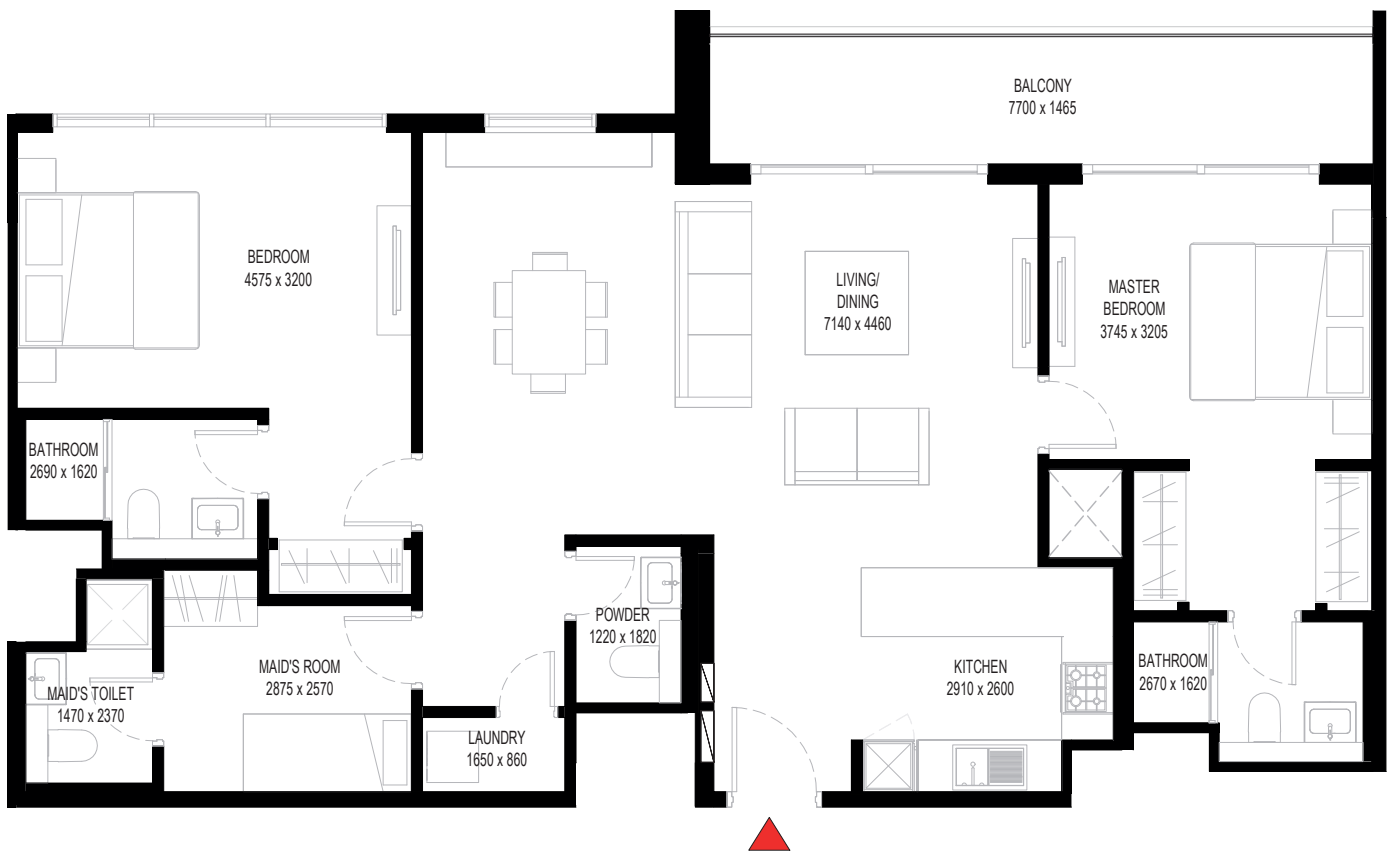 BALCONY
7700 x 1465
BEDROOM
4575 x 3200
LIVING/
DINING
7140 x 4460
MASTER
BEDROOM
3745 x 3205
BATHROOM
2690 x 1620
POWDER
1220 x 1820
MAID'S ROOM
2875 x 2570
KITCHEN
2910 x 2600
BATHROOM
2670 x 1620
MAID'S TOILET
1470 x 2370
LAUNDRY
1650 x 860